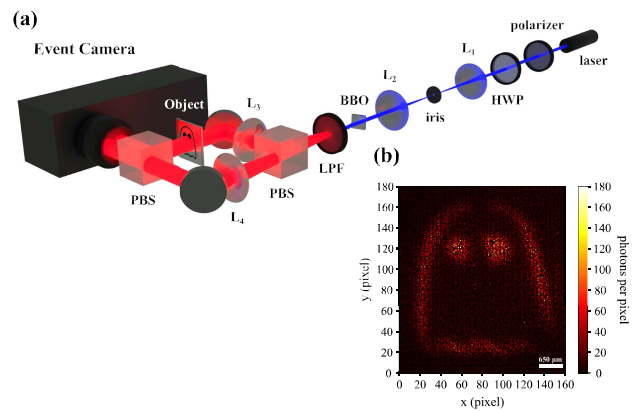 (a)
Event Camera
Object
L3
PBS
L4
PBS
LPF
BBO
L2
iris
L1
HWP
polarizer
laser
(b)
180
160
140
120
100
80
60
40
20
0
y (pixel)
0 20 40 60 80 100 120 140 160
x (pixel)
650 μm
180
160
140
120
100
80
60
40
20
0
photons per pixel